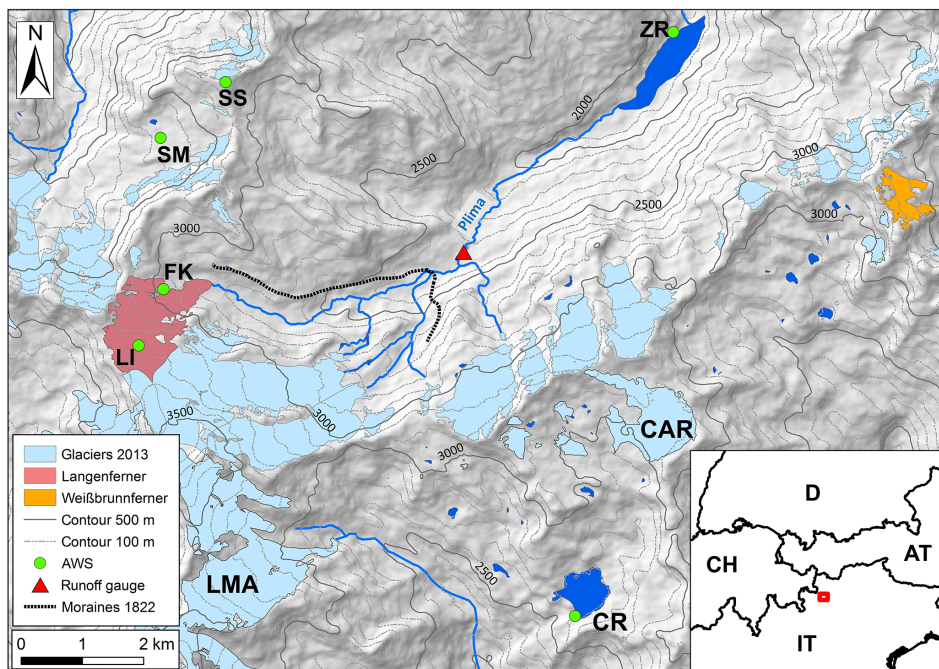 N
ZR
SS
2000
SM
2500
3000
Plima
2500
3000
3000
FK
LI
3500
3000
CAR
3000
Glaciers 2013
Langenferner
Weißbrunnferner
Contour 500 m
Contour 100 m
AWS
Runoff gauge
Moraines 1822
0 1 2 km
LMA
2500
CR
D
CH
AT
IT